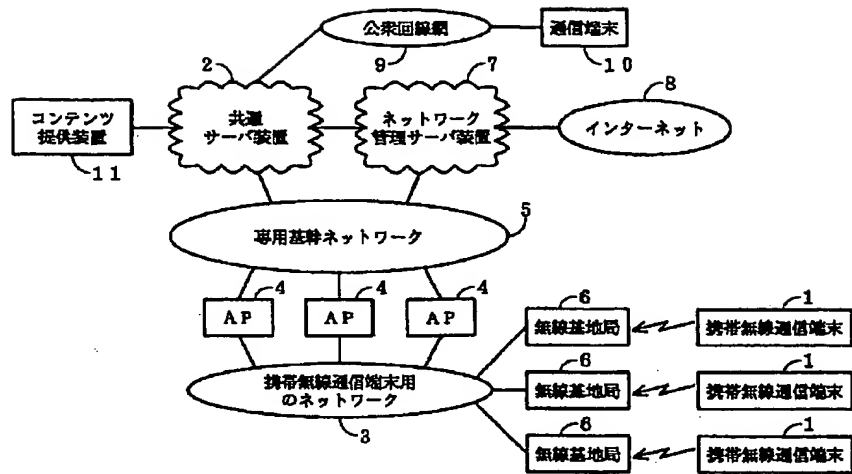 公衆回線網
通信端末
9
10
2
7
8
コンテンツ
提供装置
共通
サーバ装置
ネットワーク
管理サーバ装置
インターネット
11
5
専用基幹ネットワーク
4
4
4
6
1
AP
AP
AP
無線基地局
携帯無線通信端末
6
1
携帯無線通信端末用
のネットワーク
無線基地局
携帯無線通信端末
3
6
1
無線基地局
携帯無線通信端末